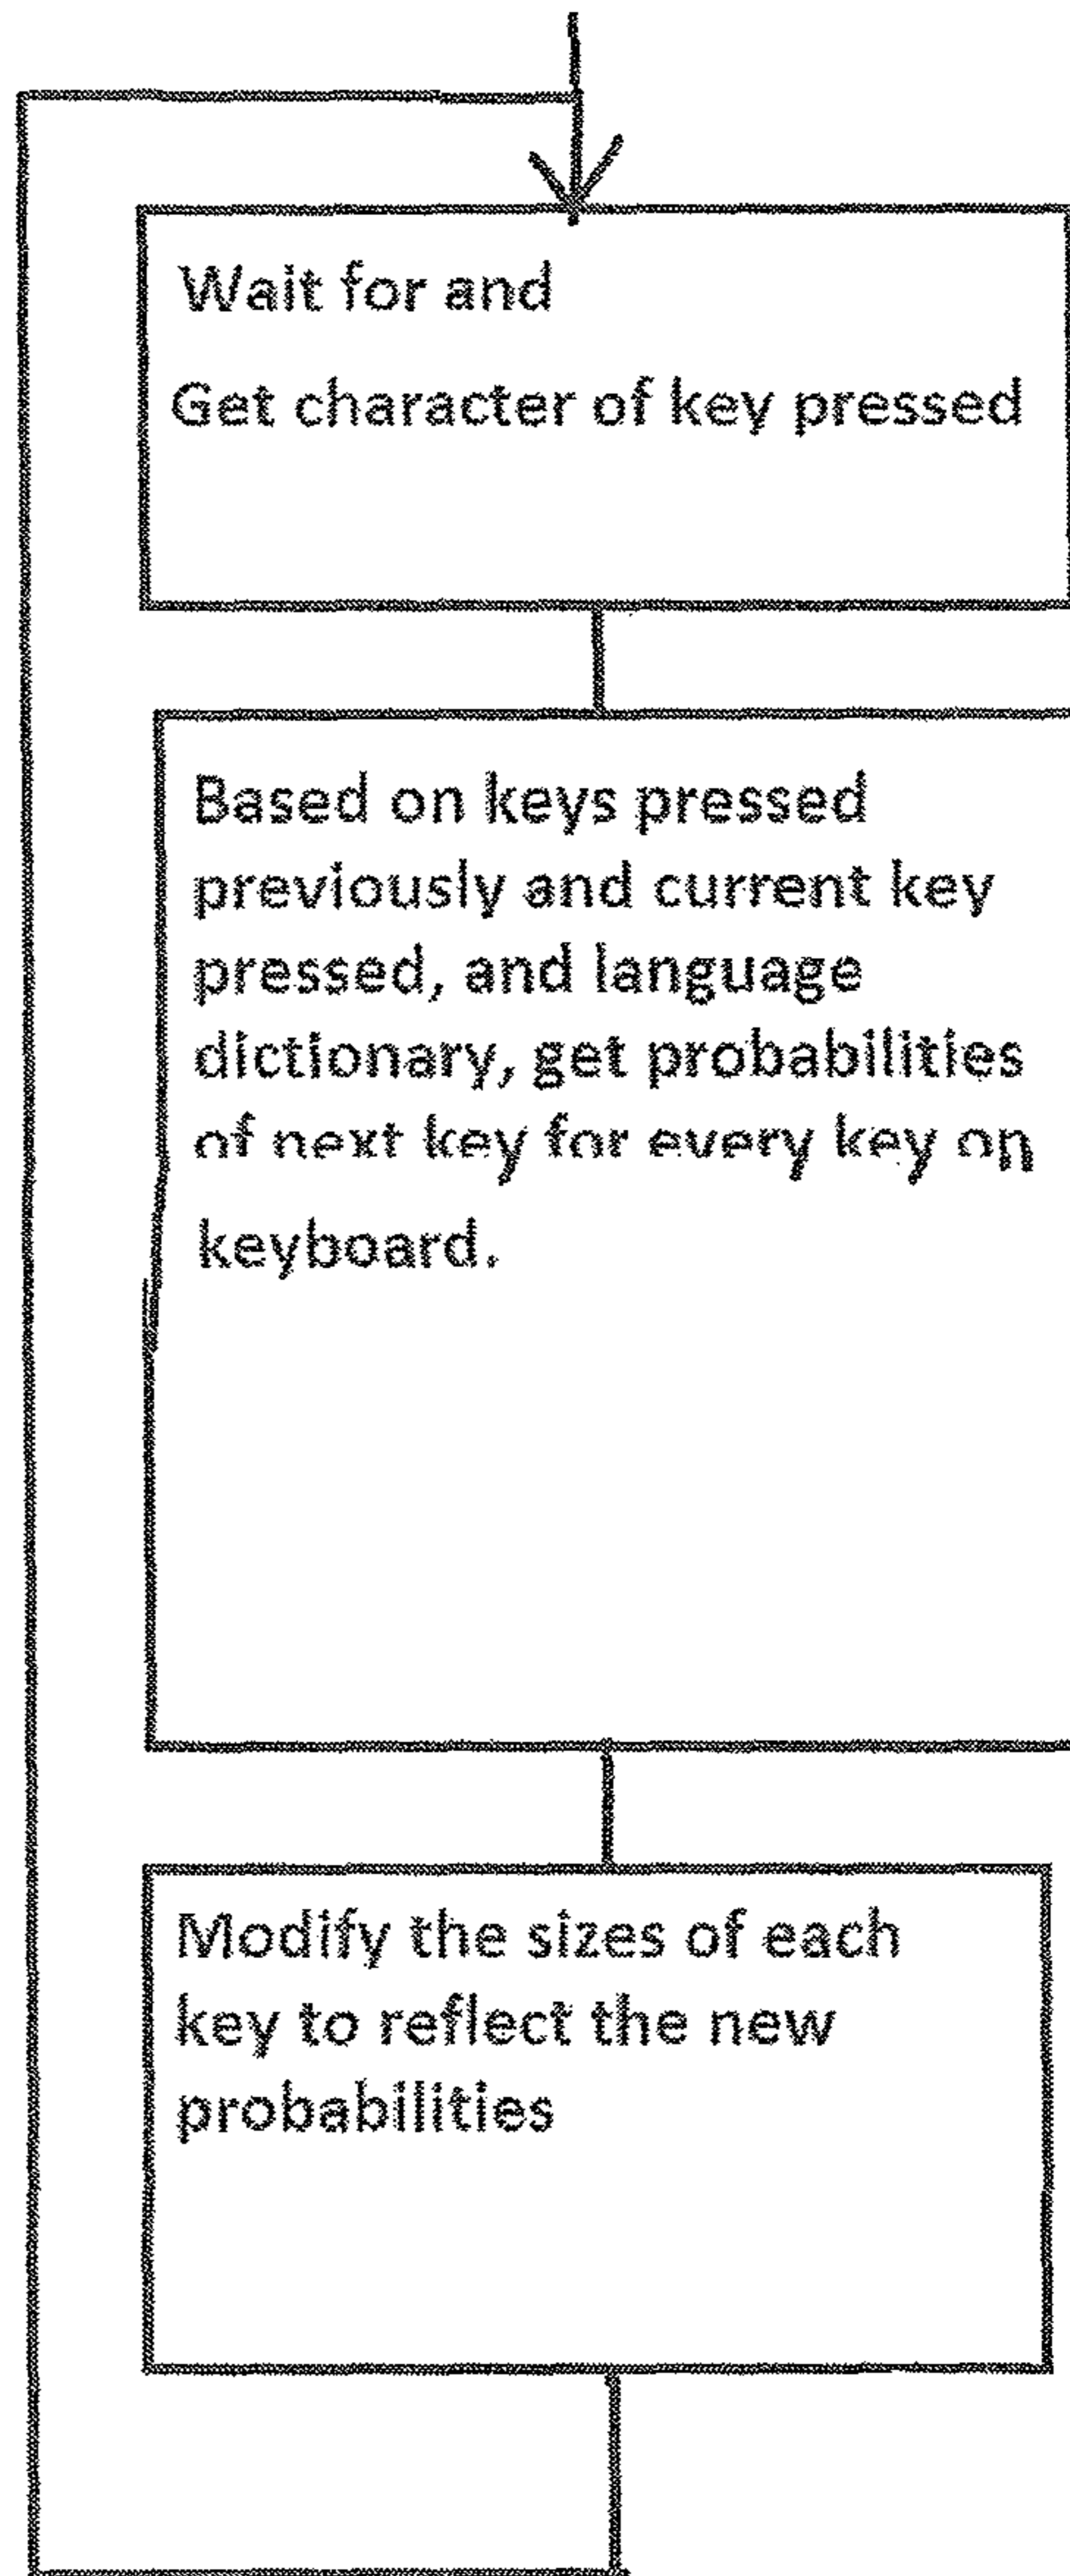 Wait for and
Get character of key pressed
Based on keys pressed
previously and current key
pressed, and language
dictionary, get probabilities
of next key for every key on
keyboard.
Modify the sizes of each
key to reflect the new
probabilities